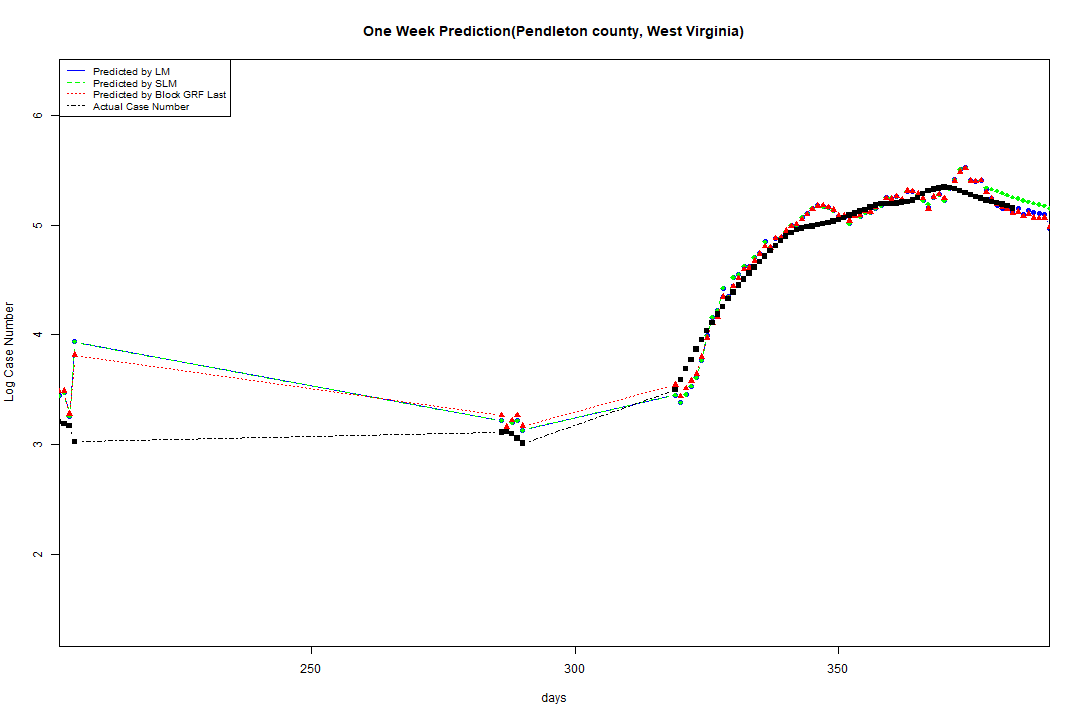 One Week Prediction(Pendleton county, West Virginia)
Predicted by LM
Predicted by SLM
Predicted by Block GRF Last
Actual Case Number
6
5
4
3
2
Log Case Number
250 300 350
days